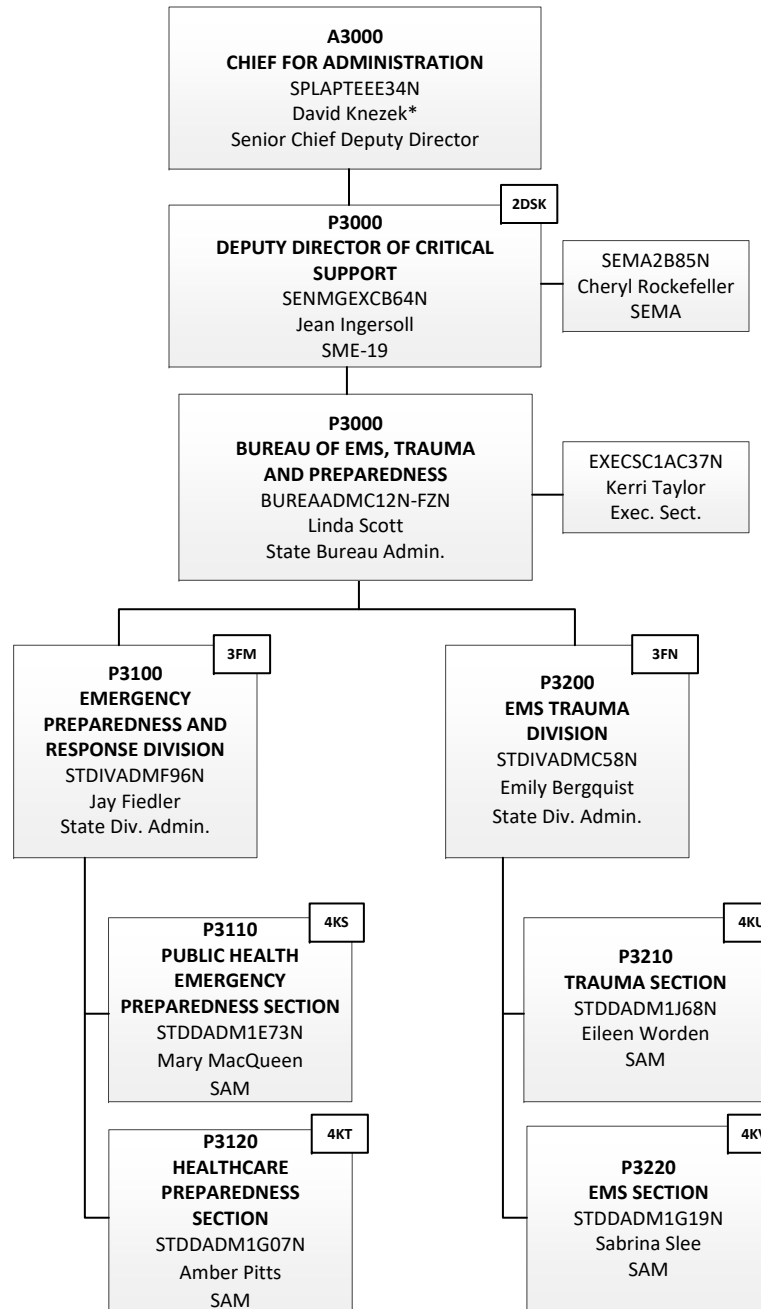 A3000
CHIEF FOR ADMINISTRATION
SPLAPTEEE34N
David Knezek*
Senior Chief Deputy Director
2DSK
P3000
DEPUTY DIRECTOR OF CRITICAL
SUPPORT
SENMGEXCB64N
Jean Ingersoll
SME-19
SEMA2B85N
Cheryl Rockefeller
SEMA
P3000
BUREAU OF EMS, TRAUMA
AND PREPAREDNESS
BUREAADMC12N-FZN
Linda Scott
State Bureau Admin.
EXECSC1AC37N
Kerri Taylor
Exec. Sect.
3FM
P3100
EMERGENCY
PREPAREDNESS AND
RESPONSE DIVISION
STDIVADMF96N
Jay Fiedler
State Div. Admin.
3FN
P3200
EMS TRAUMA
DIVISION
STDIVADMC58N
Emily Bergquist
State Div. Admin.
4KS
P3110
PUBLIC HEALTH
EMERGENCY
PREPAREDNESS SECTION
STDDADM1E73N
Mary MacQueen
SAM
4KU
P3210
TRAUMA SECTION
STDDADM1J68N
Eileen Worden
SAM
4KT
P3120
HEALTHCARE
PREPAREDNESS
SECTION
STDDADM1G07N
Amber Pitts
SAM
4KV
P3220
EMS SECTION
STDDADM1G19N
Sabrina Slee
SAM